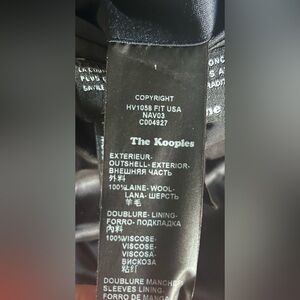 COPYRIGHT
HV1058 FIT USA
NAV03
C004927
The Kooples
EXTERIEUR-
OUTSHELL-EXTERIOR-
ВНЕШНЯЯ ЧАСТЬ
外料
100%LAINE-WOOL-
LANA-ШЕРСТЬ
羊毛
DOUBLURE-LINING-
FORRO-ПОДКЛАДКА
内料
100%VISCOSE-
VISCOSE-
VISCOSA-
ВИСКОЗА
粘纤
DOUBLURE MANCHES
SLEEVES LINING-
FORRO DE MANGA